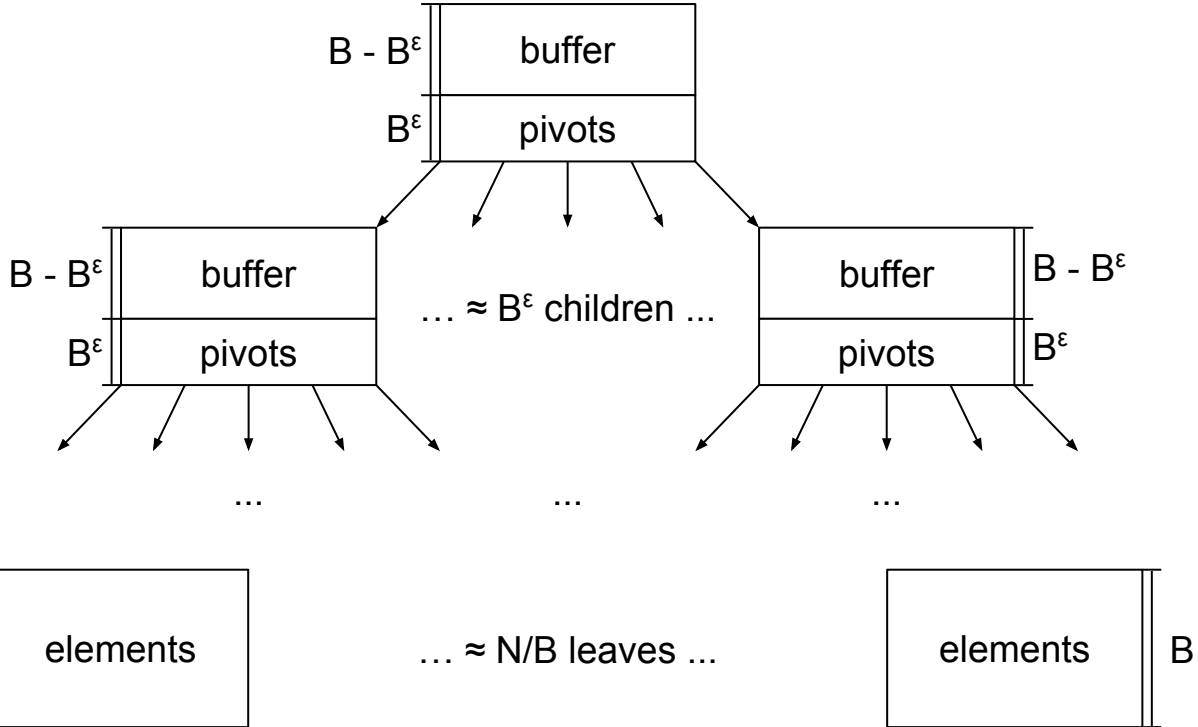 B - Bᵋ
buffer
Bᵋ
pivots
B - Bᵋ
buffer
... ≈ Bᵋ children ...
buffer
B - Bᵋ
Bᵋ
pivots
pivots
Bᵋ
...
...
...
elements
... ≈ N/B leaves ...
elements
B